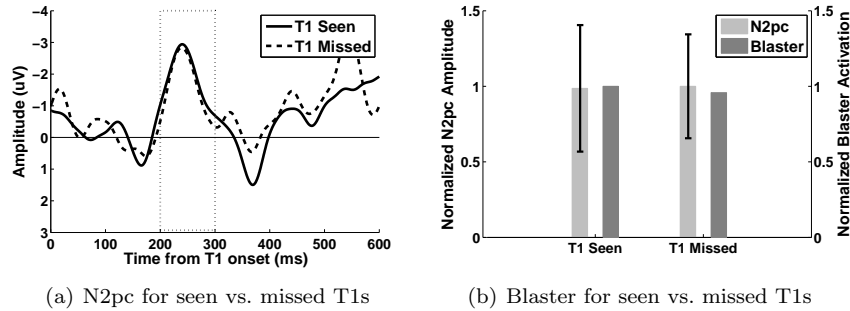 −4
−3
−2
−1
0
1
2
3
0 100 200 300 400 500 600
Amplitude (uV)
Time from T1 onset (ms)
T1 Seen
T1 Missed
(a) N2pc for seen vs. missed T1s
1.5
1
0.5
0
Normalized N2pc Amplitude
N2pc
Blaster
T1 Seen T1 Missed
1.5
1
0.5
0
Normalized Blaster Activation
(b) Blaster for seen vs. missed T1s